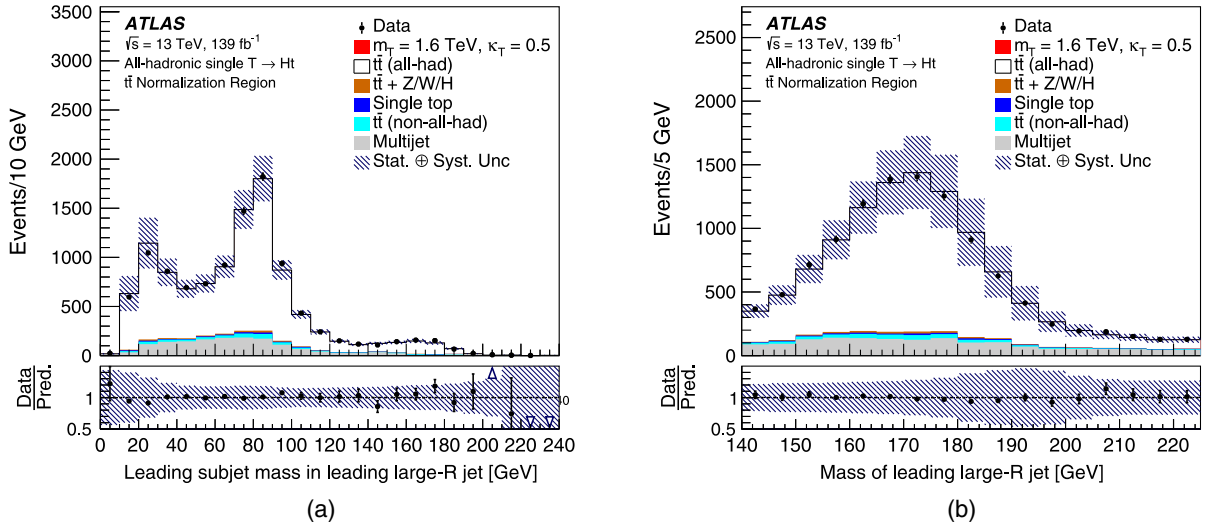 3500
3000
2500
2000
1500
1000
500
0
Events/10 GeV
ATLAS
√s = 13 TeV, 139 fb⁻¹
All-hadronic single T → Ht
tt̄ Normalization Region
Data
m_T = 1.6 TeV, κ_T = 0.5
tt̄ (all-had)
tt̄ + Z/W/H
Single top
tt̄ (non-all-had)
Multijet
Stat. ⊕ Syst. Unc
Data
Pred.
1
0.5
0 20 40 60 80 100 120 140 160 180 200 220 240
Leading subjet mass in leading large-R jet [GeV]
(a)
2500
2000
1500
1000
500
0
Events/5 GeV
ATLAS
√s = 13 TeV, 139 fb⁻¹
All-hadronic single T → Ht
tt̄ Normalization Region
Data
m_T = 1.6 TeV, κ_T = 0.5
tt̄ (all-had)
tt̄ + Z/W/H
Single top
tt̄ (non-all-had)
Multijet
Stat. ⊕ Syst. Unc
Data
Pred.
1
0.5
140 150 160 170 180 190 200 210 220
Mass of leading large-R jet [GeV]
(b)